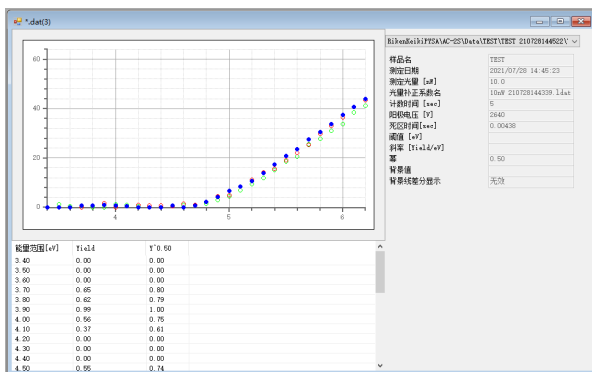 *.dat(3)
RikenKeikiPYSA\AC-2S\Data\TEST\TEST 210728144522\
60
40
20
0
4
5
6
样品名 TEST
测定日期 2021/07/28 14:45:23
测定光量 [nW] 10.0
光量补正系数名 10nW 210728144339.ldat
计数时间 [sec] 5
阳极电压 [V] 2640
死区时间[sec] 0.00438
阈值 [eV]
斜率 [Yield/eV]
幂 0.50
背景值
背景线差分显示 无效
能量范围[eV] Yield Y^0.50
3.40 0.00 0.00
3.50 0.00 0.00
3.60 0.00 0.00
3.70 0.65 0.80
3.80 0.62 0.79
3.90 0.99 1.00
4.00 0.56 0.75
4.10 0.37 0.61
4.20 0.00 0.00
4.30 0.00 0.00
4.40 0.00 0.00
4.50 0.55 0.74